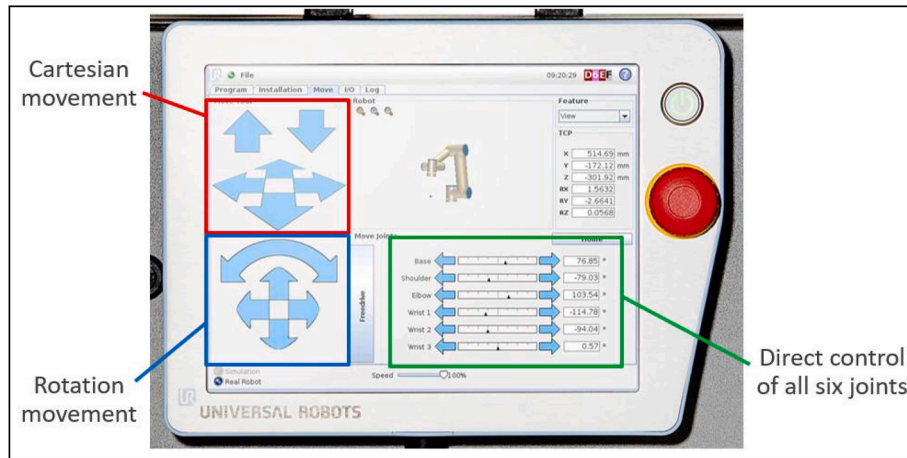 Cartesian
movement
Rotation
movement
Direct control
of all six joints
File
09:20:29 D6EF ?
Program Installation Move I/O Log
Robot
Feature
View
TCP
X 514.69 mm
Y -172.12 mm
Z -301.92 mm
RX 1.5632
RY -2.6641
RZ 0.0568
Move Joints
Home
Freedrive
Base 76.85 °
Shoulder -79.03 °
Elbow 103.54 °
Wrist 1 -114.78 °
Wrist 2 -94.04 °
Wrist 3 0.57 °
Simulation
Real Robot
Speed 100%
UR UNIVERSAL ROBOTS